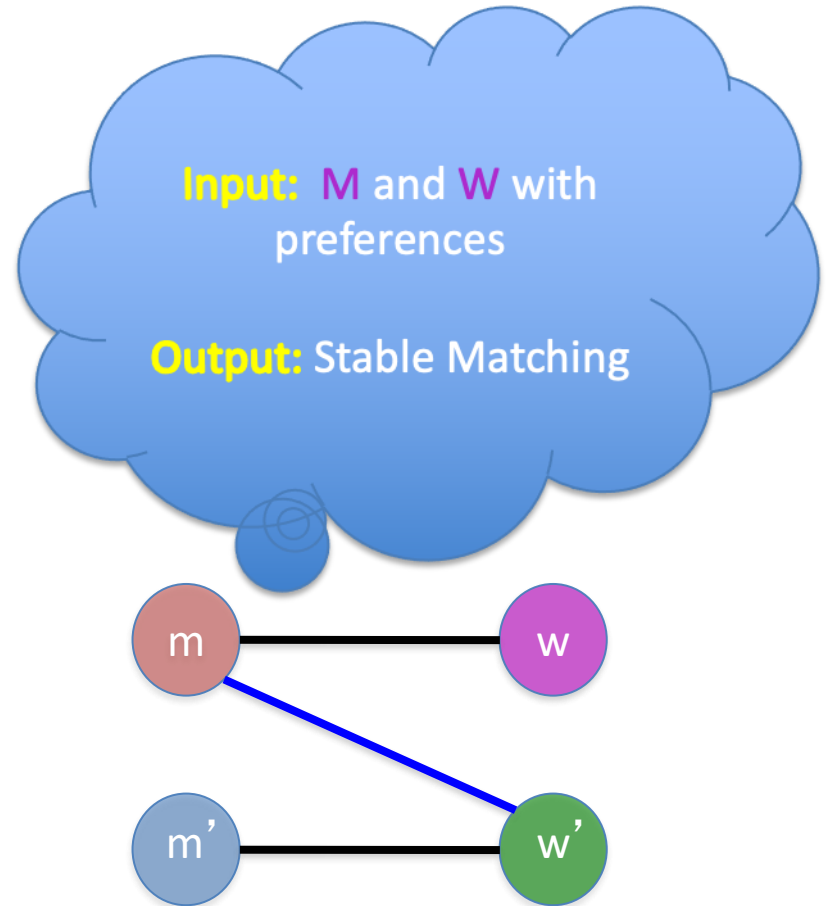 Input: M and W with
preferences
Output: Stable Matching
m
w
m’
w’